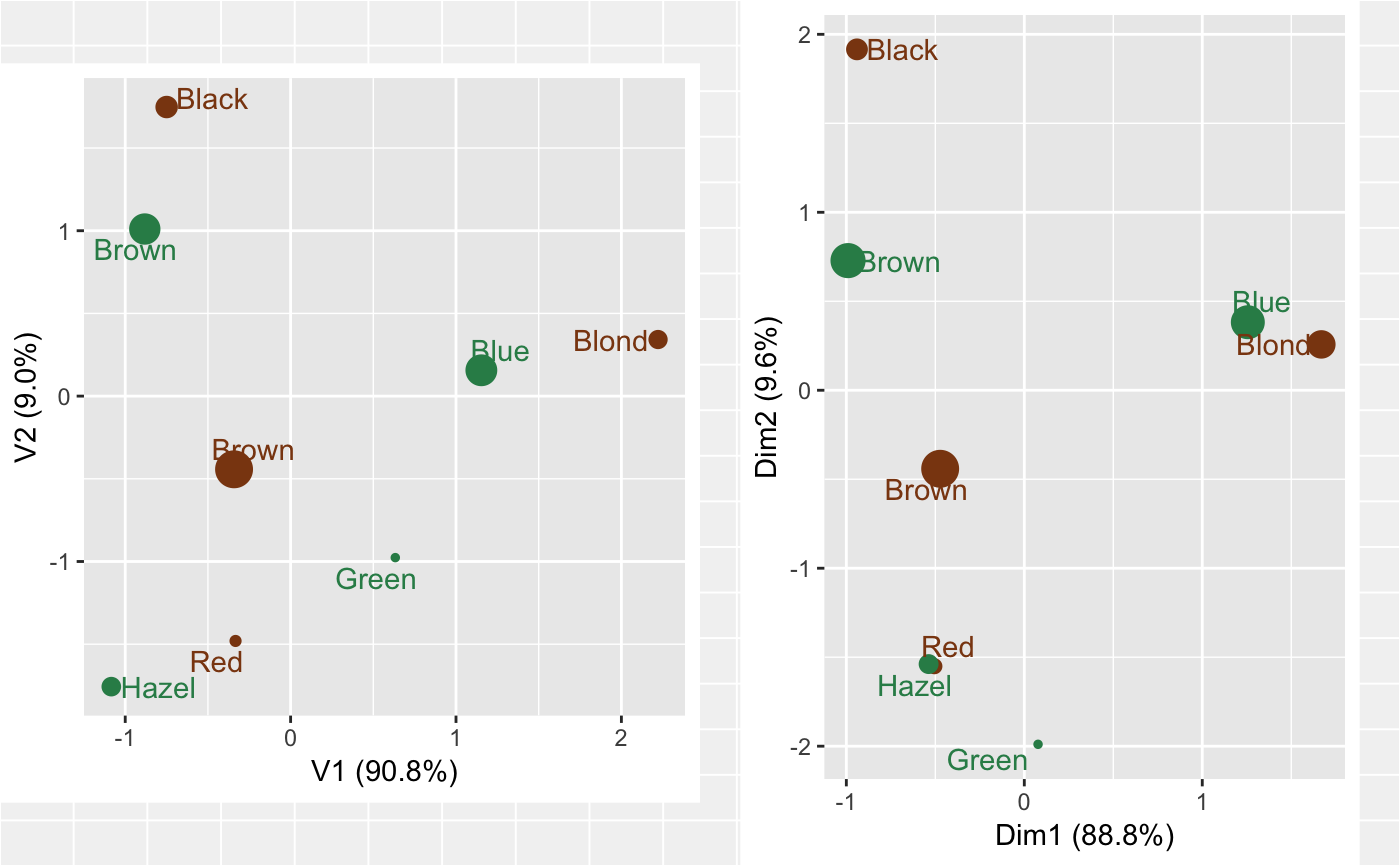 Black
Brown
Blond
Blue
Brown
Green
Red
Hazel
1
0
-1
-1
0
1
2
V1 (90.8%)
V2 (9.0%)
Black
Brown
Blue
Blond
Brown
Red
Hazel
Green
2
1
0
-1
-2
-1
0
1
Dim1 (88.8%)
Dim2 (9.6%)